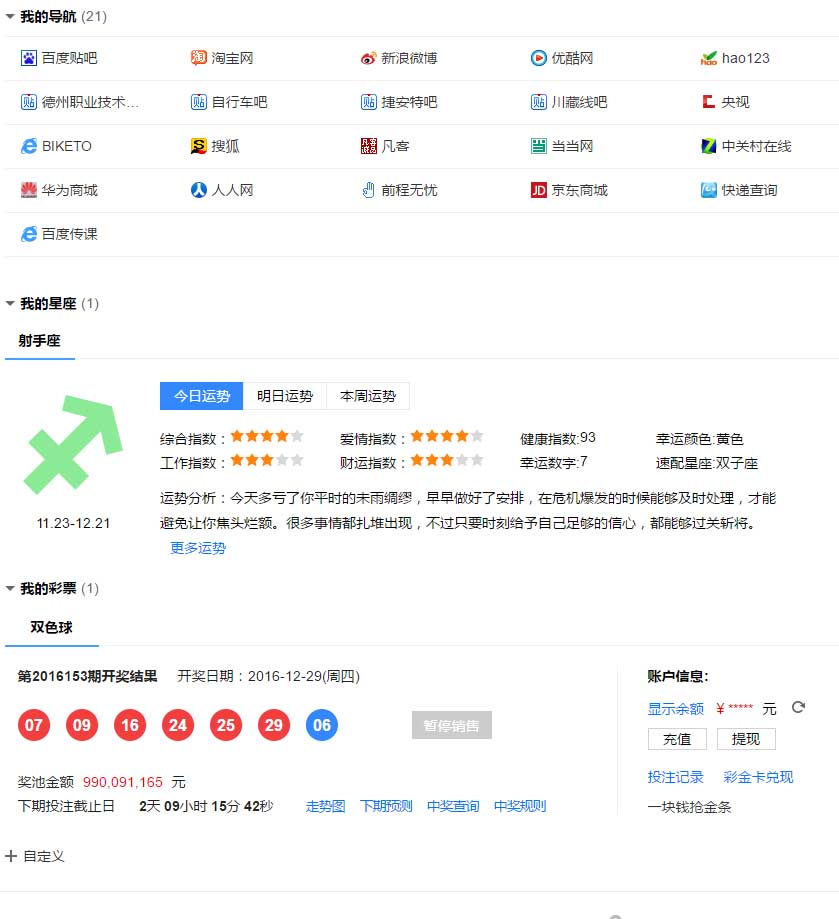 我的导航 (21)
百度贴吧 淘宝网 新浪微博 优酷网 hao123
德州职业技术... 自行车吧 捷安特吧 川藏线吧 央视
BIKETO 搜狐 凡客 当当网 中关村在线
华为商城 人人网 前程无忧 京东商城 快递查询
百度传课
我的星座 (1)
射手座
今日运势 明日运势 本周运势
综合指数： 爱情指数： 健康指数:93 幸运颜色:黄色
工作指数： 财运指数： 幸运数字:7 速配星座:双子座
运势分析：今天多亏了你平时的未雨绸缪，早早做好了安排，在危机爆发的时候能够及时处理，才能
避免让你焦头烂额。很多事情都扎堆出现，不过只要时刻给予自己足够的信心，都能够过关斩将。
11.23-12.21
更多运势
我的彩票 (1)
双色球
第2016153期开奖结果 开奖日期：2016-12-29(周四)
07 09 16 24 25 29 06 暂停销售
奖池金额 990,091,165 元
下期投注截止日 2天 09小时 15分 42秒 走势图 下期预测 中奖查询 中奖规则
账户信息:
显示余额 ¥ ***** 元
充值 提现
投注记录 彩金卡兑现
一块钱抢金条
自定义